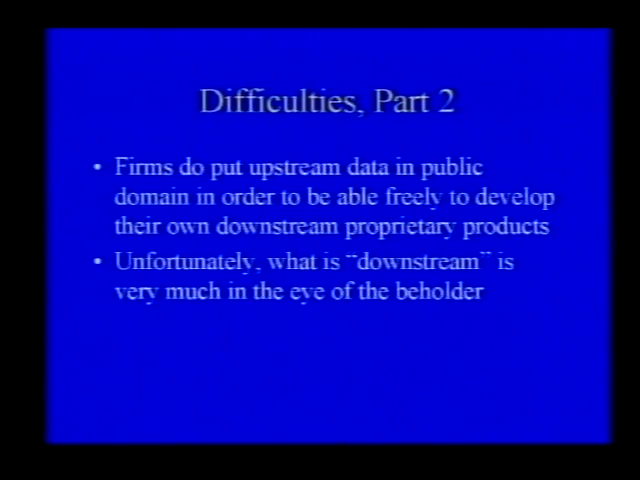 Difficulties, Part 2
• Firms do put upstream data in public
domain in order to be able freely to develop
their own downstream proprietary products
• Unfortunately, what is “downstream” is
very much in the eye of the beholder